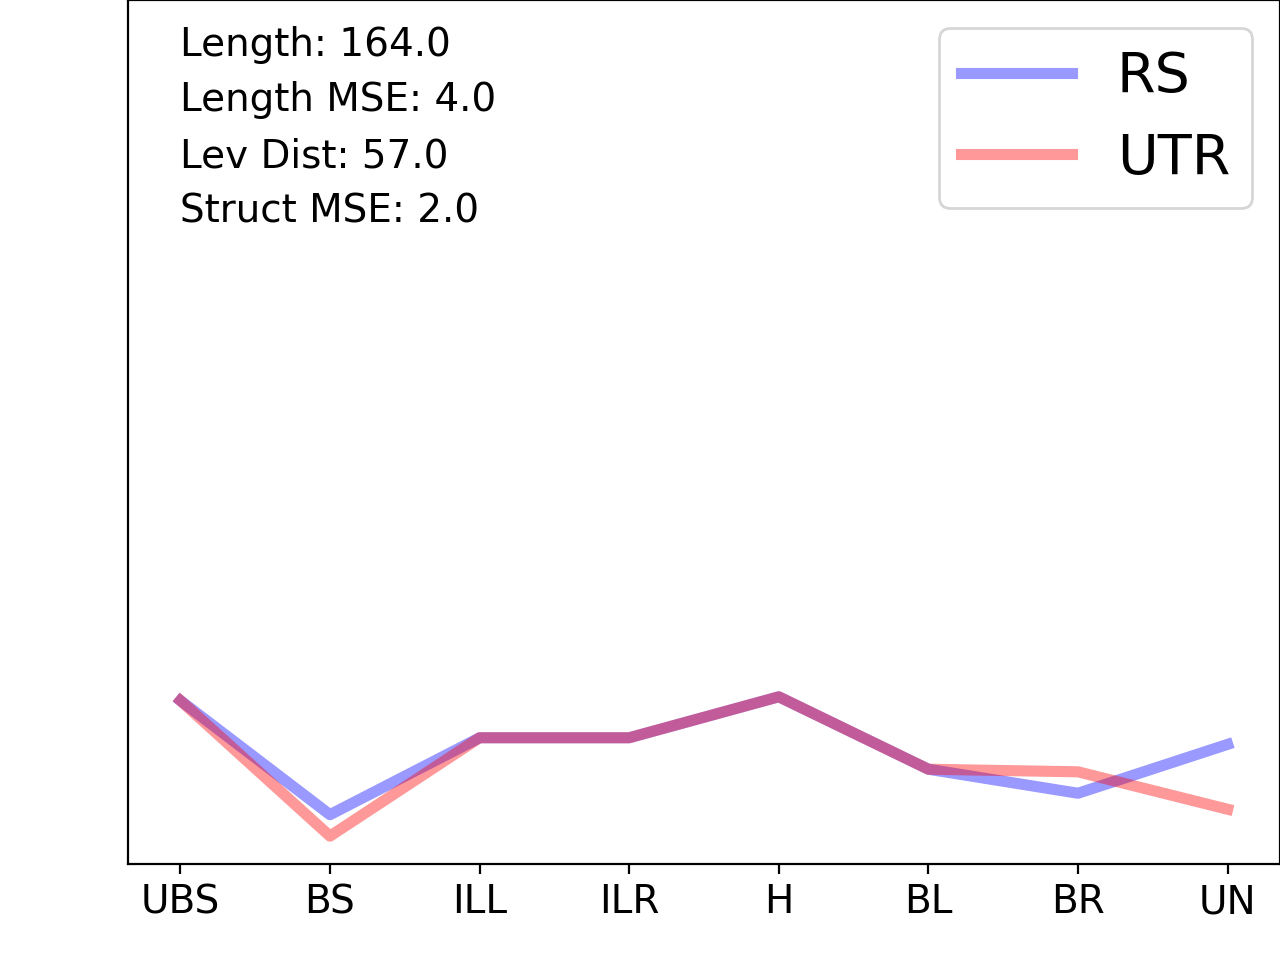 Length: 164.0
Length MSE: 4.0
Lev Dist: 57.0
Struct MSE: 2.0
RS
UTR
UBS BS ILL ILR H BL BR UN